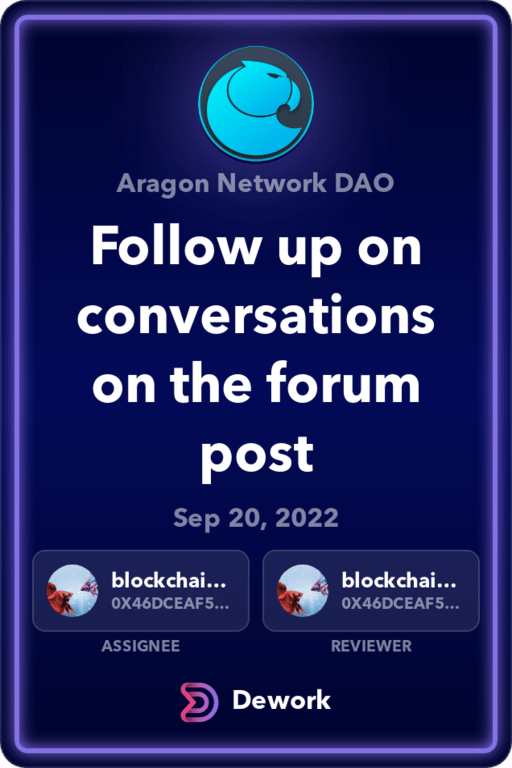 Aragon Network DAO
Follow up on
conversations
on the forum
post
Sep 20, 2022
blockchai...
0X46DCEAF5...
ASSIGNEE
blockchai...
0X46DCEAF5...
REVIEWER
Dework